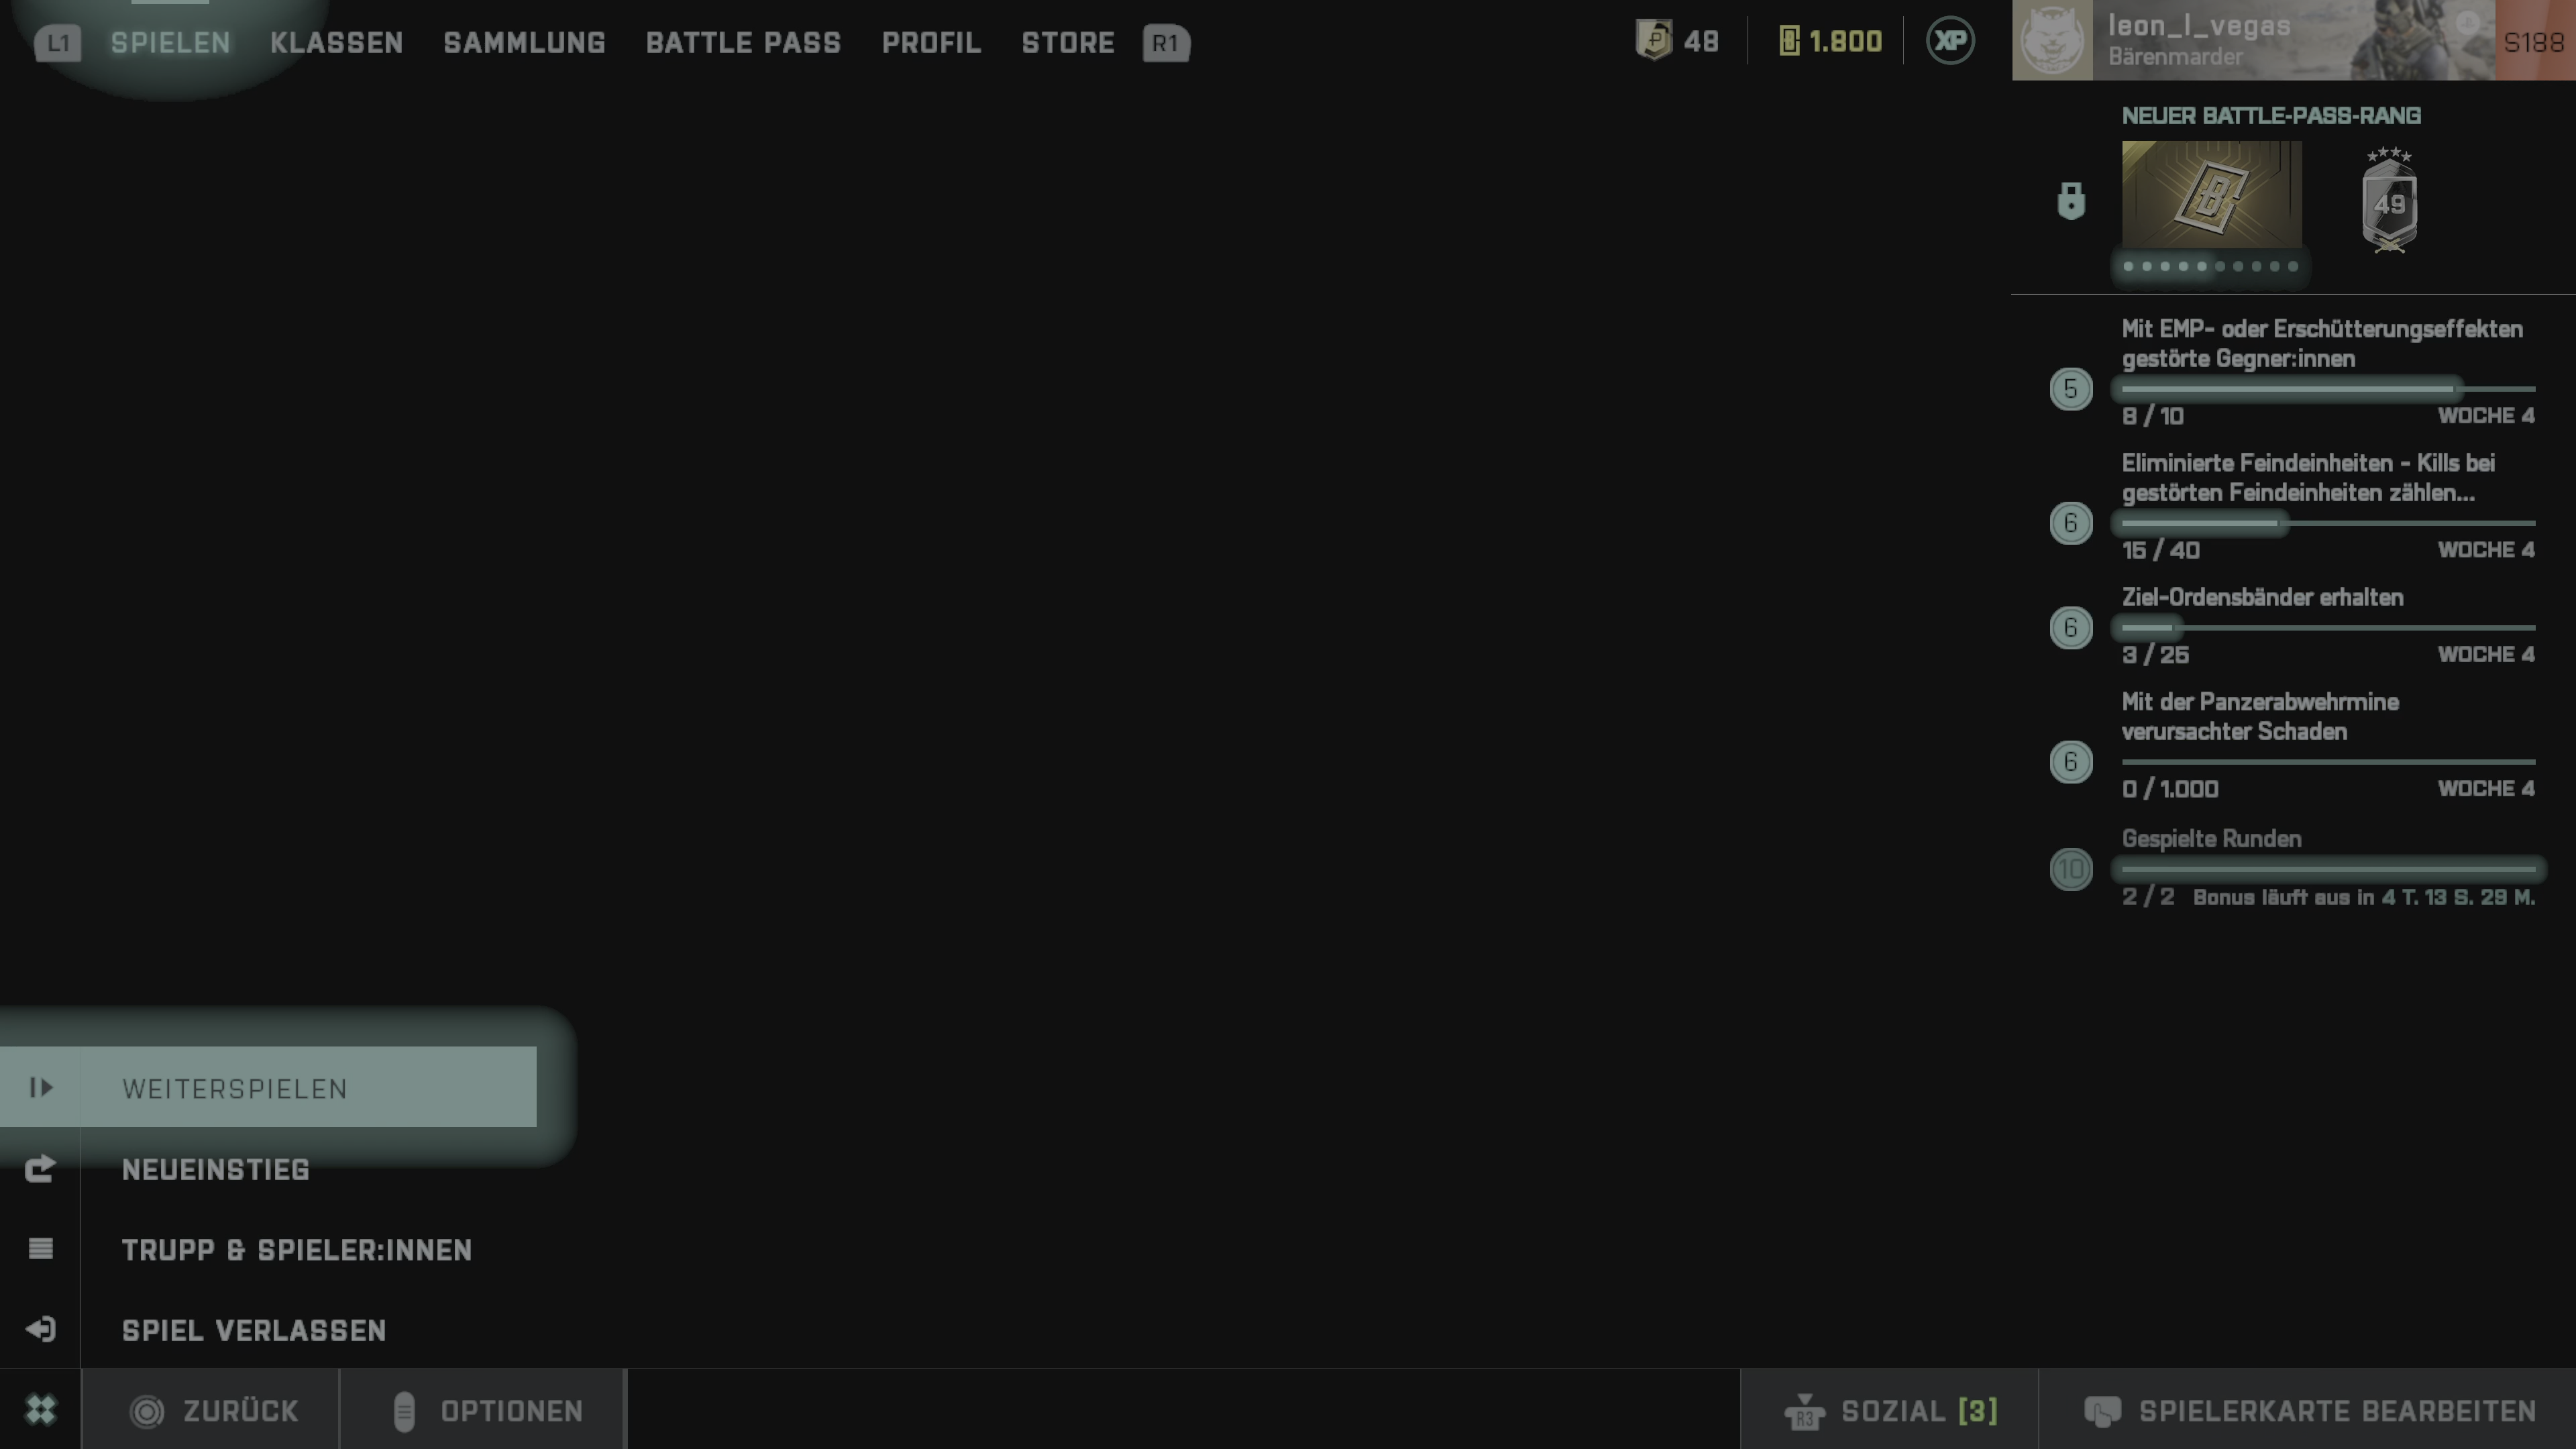 L1 SPIELEN KLASSEN SAMMLUNG BATTLE PASS PROFIL STORE R1
48
1.800
XP
leon_l_vegas
Bärenmarder
S188
NEUER BATTLE-PASS-RANG
49
Mit EMP- oder Erschütterungseffekten
gestörte Gegner:innen
5
8 / 10 WOCHE 4
Eliminierte Feindeinheiten - Kills bei
gestörten Feindeinheiten zählen...
6
15 / 40 WOCHE 4
Ziel-Ordensbänder erhalten
6
3 / 25 WOCHE 4
Mit der Panzerabwehrmine
verursachter Schaden
6
0 / 1.000 WOCHE 4
Gespielte Runden
10
2 / 2 Bonus läuft aus in 4 T. 13 S. 29 M.
WEITERSPIELEN
NEUEINSTIEG
TRUPP & SPIELER:INNEN
SPIEL VERLASSEN
ZURÜCK OPTIONEN R3 SOZIAL [3] SPIELERKARTE BEARBEITEN